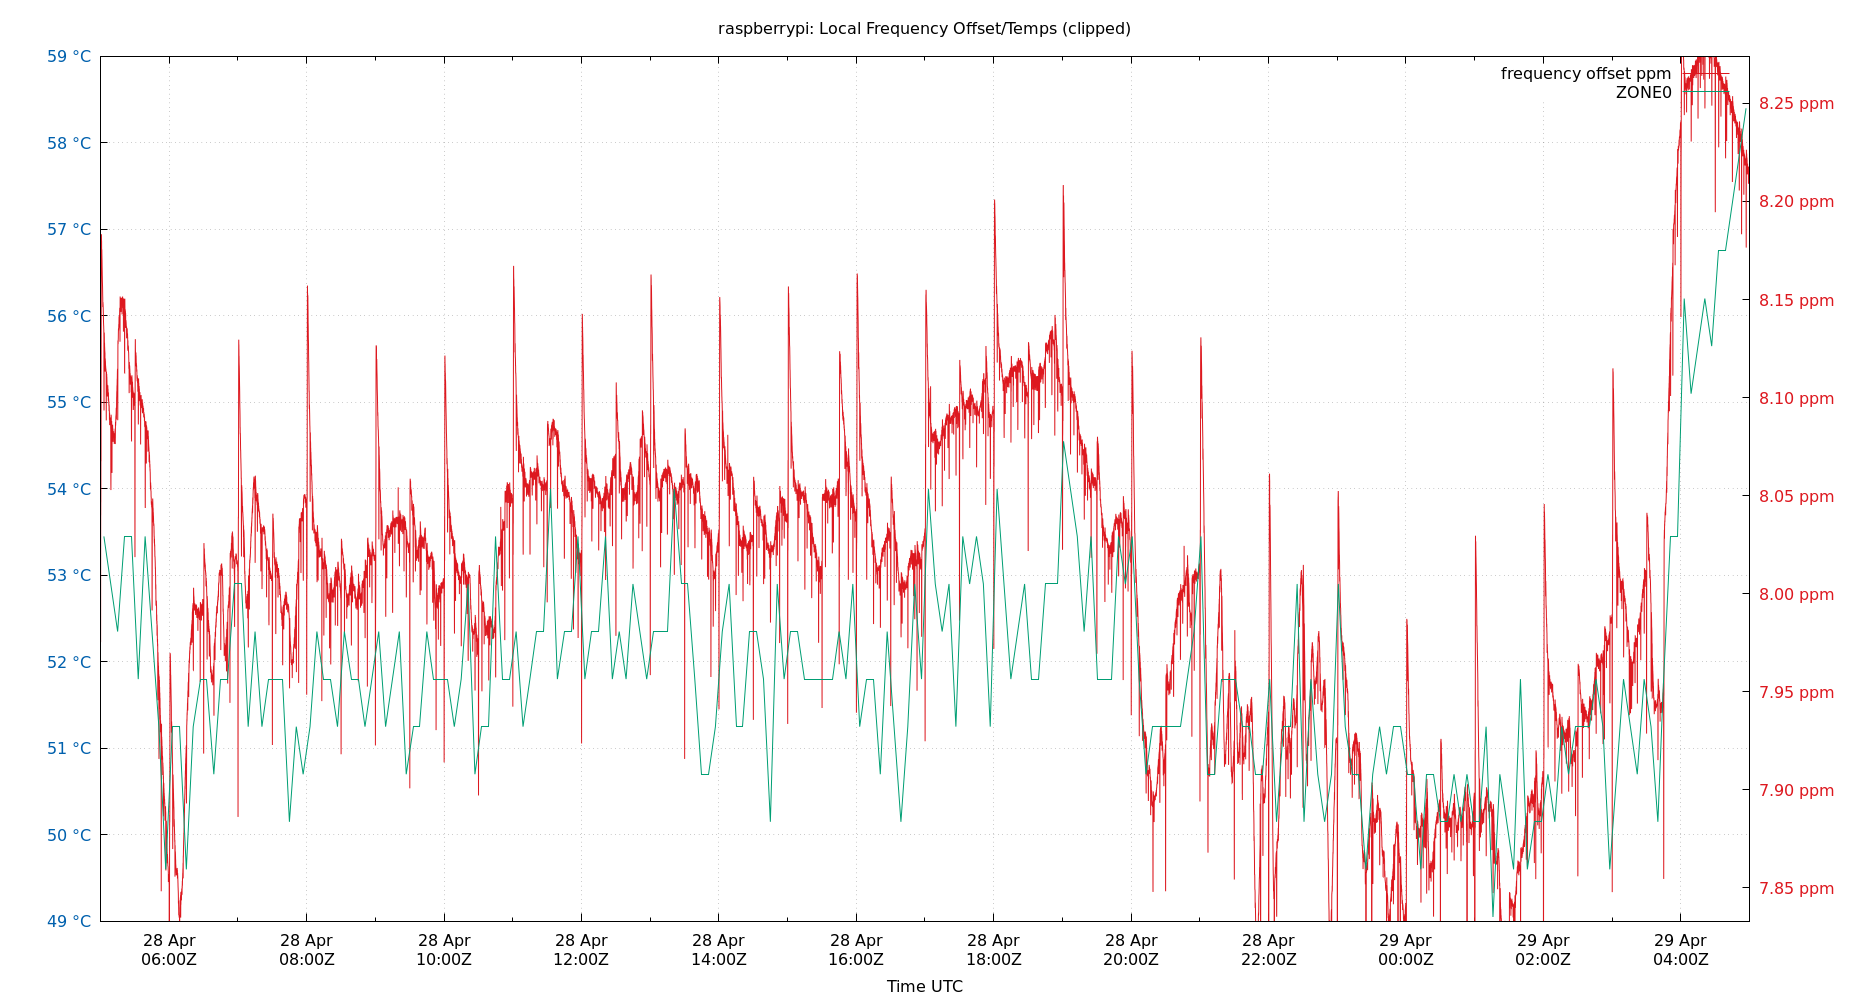 raspberrypi: Local Frequency Offset/Temps (clipped)
59 °C
58 °C
57 °C
56 °C
55 °C
54 °C
53 °C
52 °C
51 °C
50 °C
49 °C
frequency offset ppm
ZONE0
8.25 ppm
8.20 ppm
8.15 ppm
8.10 ppm
8.05 ppm
8.00 ppm
7.95 ppm
7.90 ppm
7.85 ppm
28 Apr 28 Apr 28 Apr 28 Apr 28 Apr 28 Apr 28 Apr 28 Apr 28 Apr 29 Apr 29 Apr 29 Apr
06:00Z 08:00Z 10:00Z 12:00Z 14:00Z 16:00Z 18:00Z 20:00Z 22:00Z 00:00Z 02:00Z 04:00Z
Time UTC